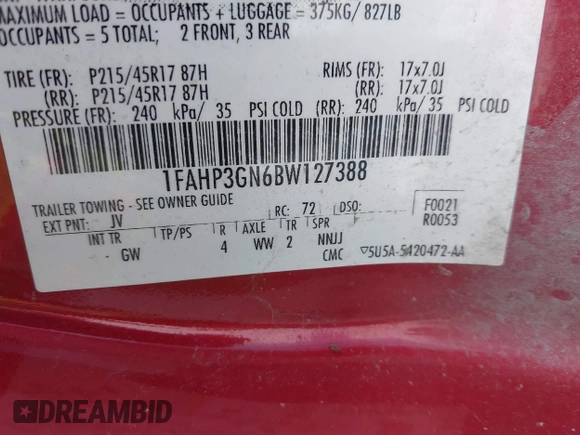 MAXIMUM LOAD = OCCUPANTS + LUGGAGE = 375KG/ 827LB
OCCUPANTS = 5 TOTAL; 2 FRONT, 3 REAR
TIRE (FR): P215/45R17 87H RIMS (FR): 17x7.0J
(RR): P215/45R17 87H (RR): 17x7.0J
PRESSURE (FR): 240 kPa/ 35 PSI COLD (RR): 240 kPa/ 35 PSI COLD
1FAHP3GN6BW127388
TRAILER TOWING - SEE OWNER GUIDE
EXT PNT: JV RC: 72 DSO: F0021
R0053
INT TR TP/PS R AXLE TR SPR
GW 4 WW 2 NNJJ
CMC ▽5U5A-5420472-AA
DREAMBID